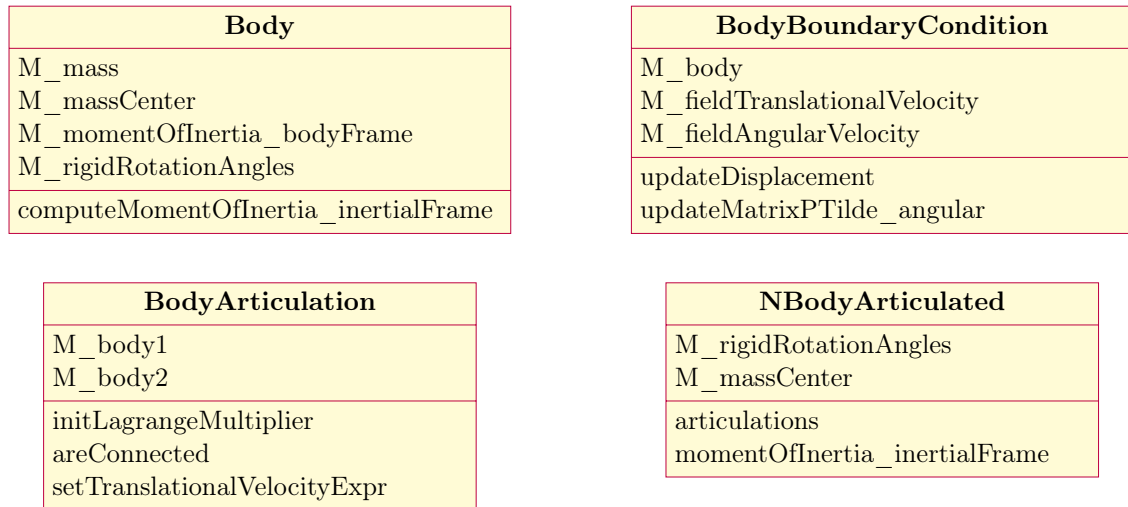 Body
M_mass
M_massCenter
M_momentOfInertia_bodyFrame
M_rigidRotationAngles
computeMomentOfInertia_inertialFrame
BodyBoundaryCondition
M_body
M_fieldTranslationalVelocity
M_fieldAngularVelocity
updateDisplacement
updateMatrixPTilde_angular
BodyArticulation
M_body1
M_body2
initLagrangeMultiplier
areConnected
setTranslationalVelocityExpr
NBodyArticulated
M_rigidRotationAngles
M_massCenter
articulations
momentOfInertia_inertialFrame